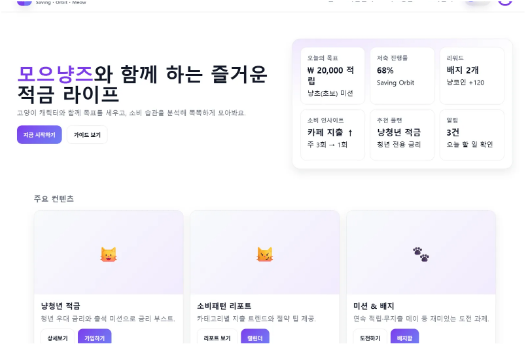 Saving · Orbit · Meow
모으냥즈와 함께 하는 즐거운
적금 라이프
고양이 캐릭터와 함께 목표를 세우고, 소비 습관을 분석해 똑똑하게 모아봐요.
지금 시작하기
가이드 보기
오늘의 목표
₩ 20,000 적
립
냥초(초보) 미션
저축 진행률
68%
Saving Orbit
리워드
배지 2개
냥코인 +120
소비 인사이트
카페 지출 ↑
주 3회 → 1회
추천 플랜
냥청년 적금
청년 전용 금리
알림
3건
오늘 할 일 확인
주요 컨텐츠
냥청년 적금
청년 우대 금리와 출석 미션으로 금리 부스트.
상세보기
가입하기
소비패턴 리포트
카테고리별 지출 트렌드와 절약 팁 제공.
리포트 보기
캘린더
미션 & 배지
연속 적립·무지출 데이 등 재미있는 도전 과제.
도전하기
배지함